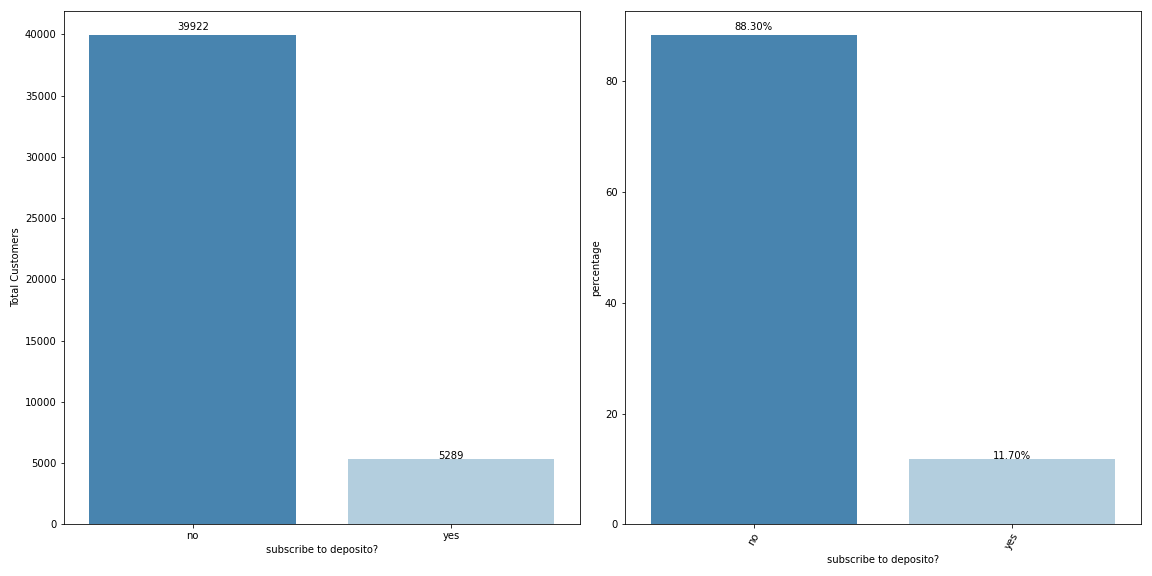 39922
40000
35000
30000
25000
20000
15000
10000
5000
0
Total Customers
5289
no
yes
subscribe to deposito?
88.30%
80
60
40
20
0
percentage
11.70%
no
yes
subscribe to deposito?